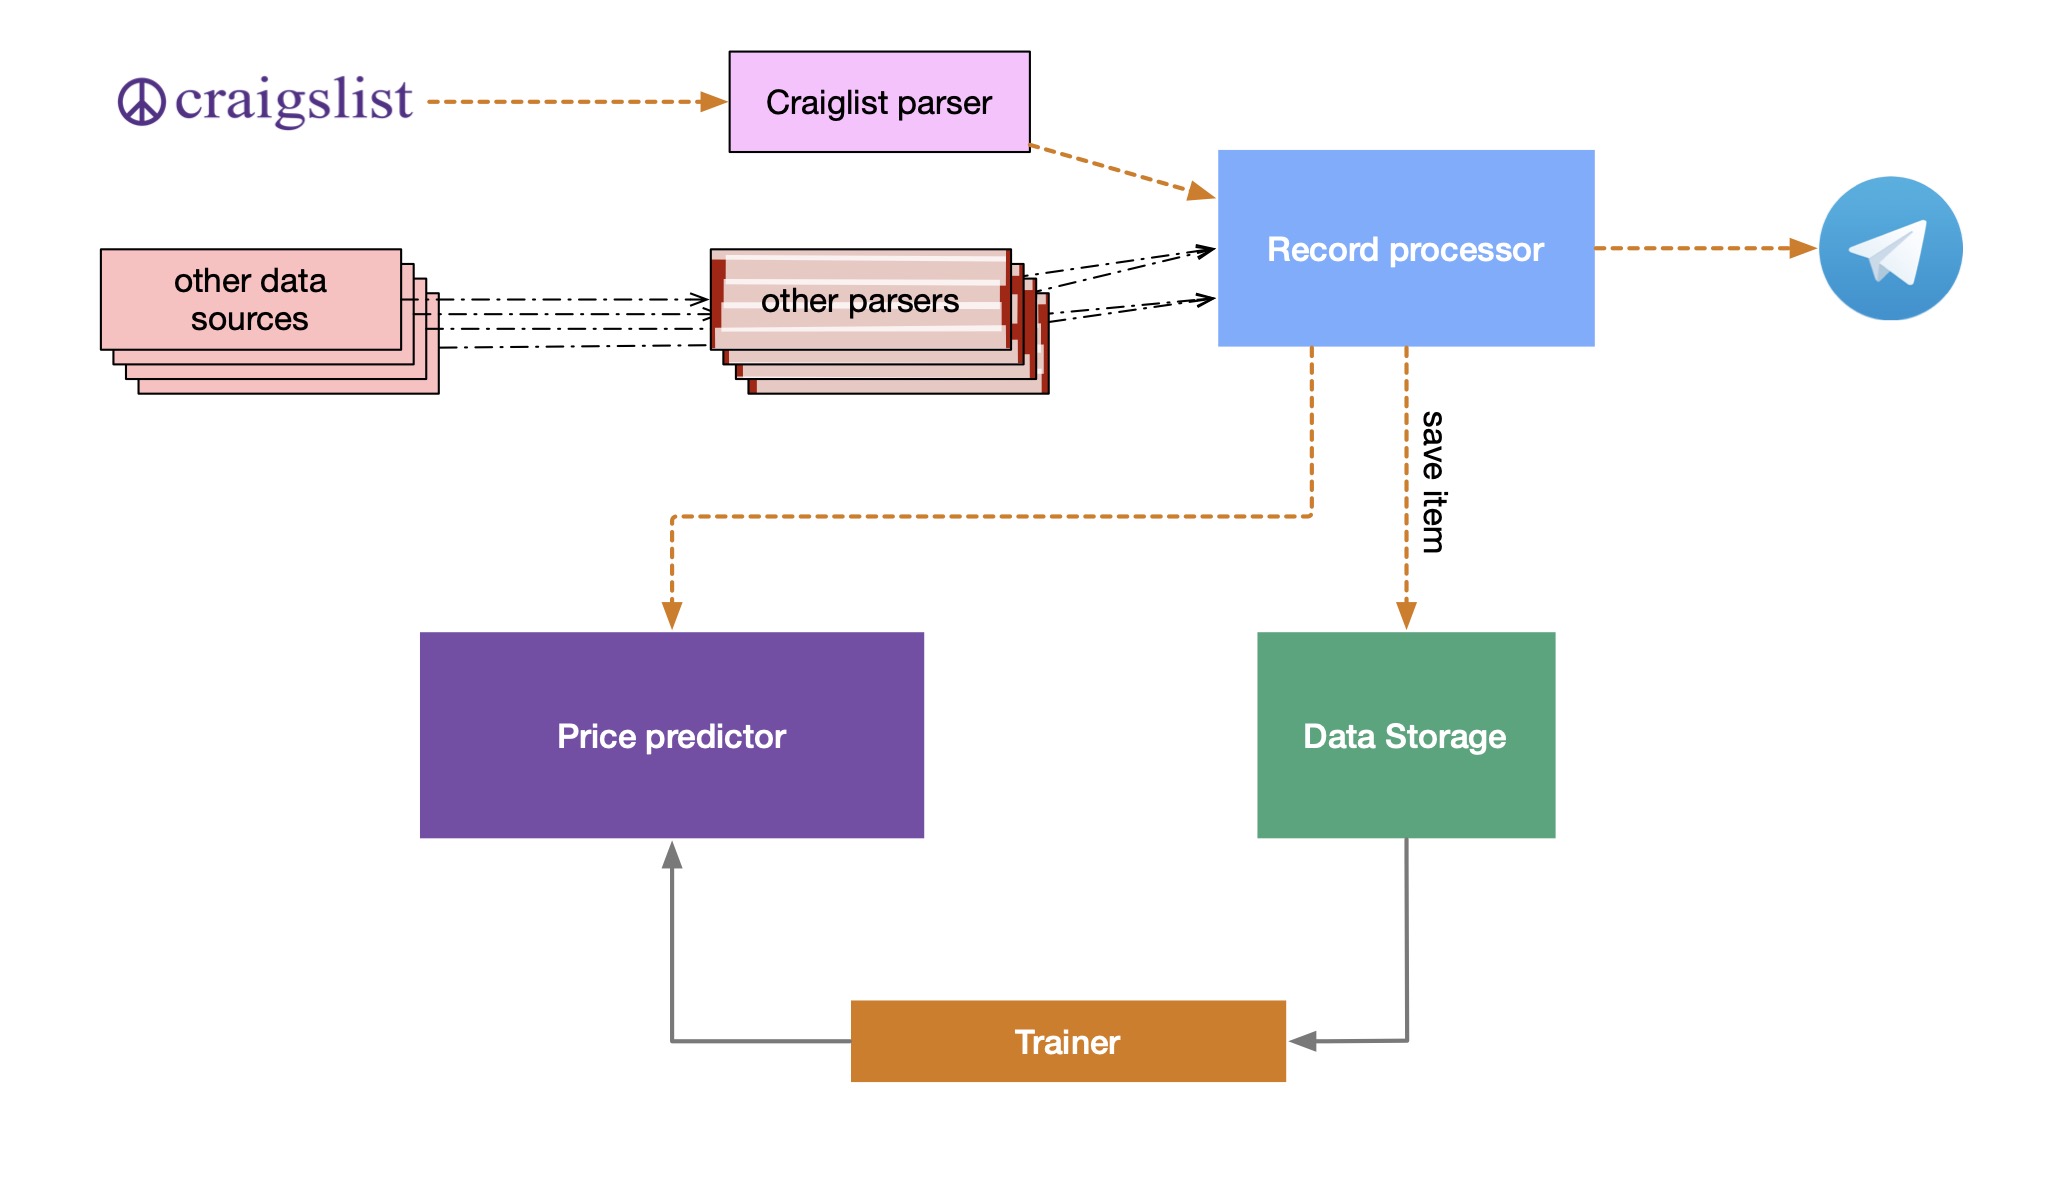 craigslist
Craiglist parser
other data
sources
other parsers
Record processor
save item
Price predictor
Data Storage
Trainer